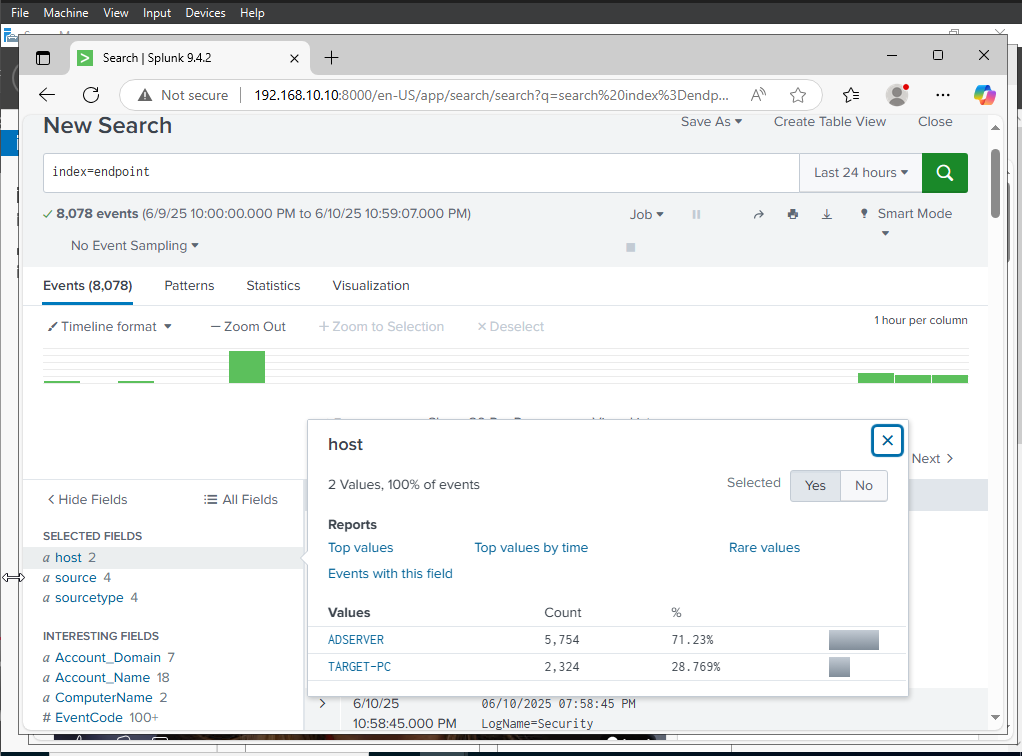 File Machine View Input Devices Help
Search | Splunk 9.4.2
Not secure 192.168.10.10:8000/en-US/app/search/search?q=search%20index%3Dendp...
New Search
Save As Create Table View Close
index=endpoint
Last 24 hours
8,078 events (6/9/25 10:00:00.000 PM to 6/10/25 10:59:07.000 PM)
Job
Smart Mode
No Event Sampling
Events (8,078) Patterns Statistics Visualization
Timeline format — Zoom Out + Zoom to Selection × Deselect
1 hour per column
Next >
< Hide Fields All Fields
SELECTED FIELDS
a host 2
a source 4
a sourcetype 4
INTERESTING FIELDS
a Account_Domain 7
a Account_Name 18
a ComputerName 2
# EventCode 100+
host
2 Values, 100% of events
Selected Yes No
Reports
Top values Top values by time Rare values
Events with this field
Values Count %
ADSERVER 5,754 71.23%
TARGET-PC 2,324 28.769%
> 6/10/25 06/10/2025 07:58:45 PM
10:58:45.000 PM LogName=Security